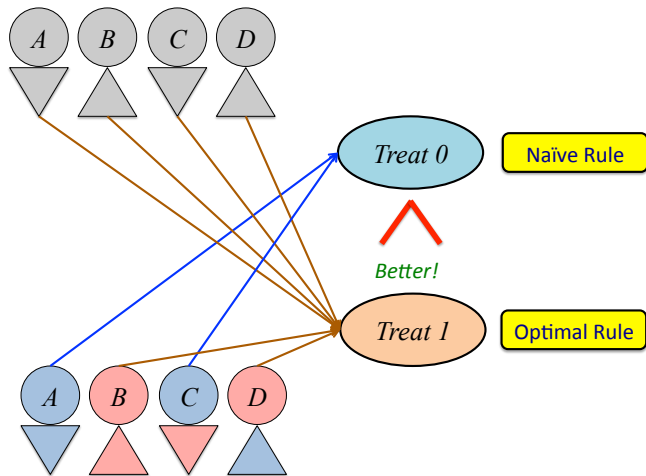 A B C D
Treat 0
Naïve Rule
Better!
Treat 1
Optimal Rule
A B C D